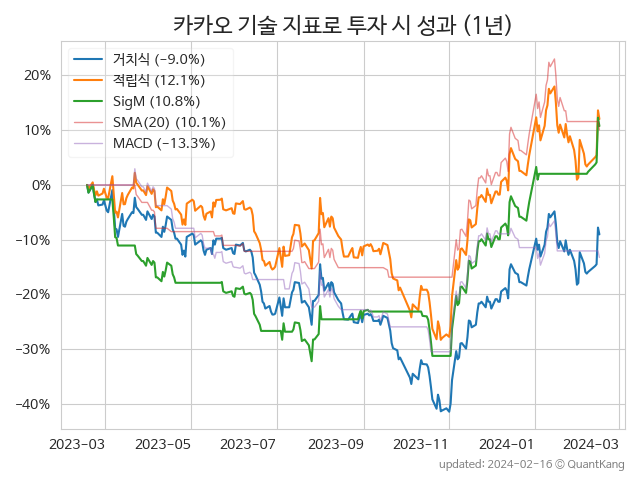 카카오 기술 지표로 투자 시 성과 (1년)
거치식 (−9.0%)
적립식 (12.1%)
SigM (10.8%)
SMA(20) (10.1%)
MACD (−13.3%)
20%
10%
0%
−10%
−20%
−30%
−40%
2023-03
2023-05
2023-07
2023-09
2023-11
2024-01
2024-03
updated: 2024-02-16 © QuantKang